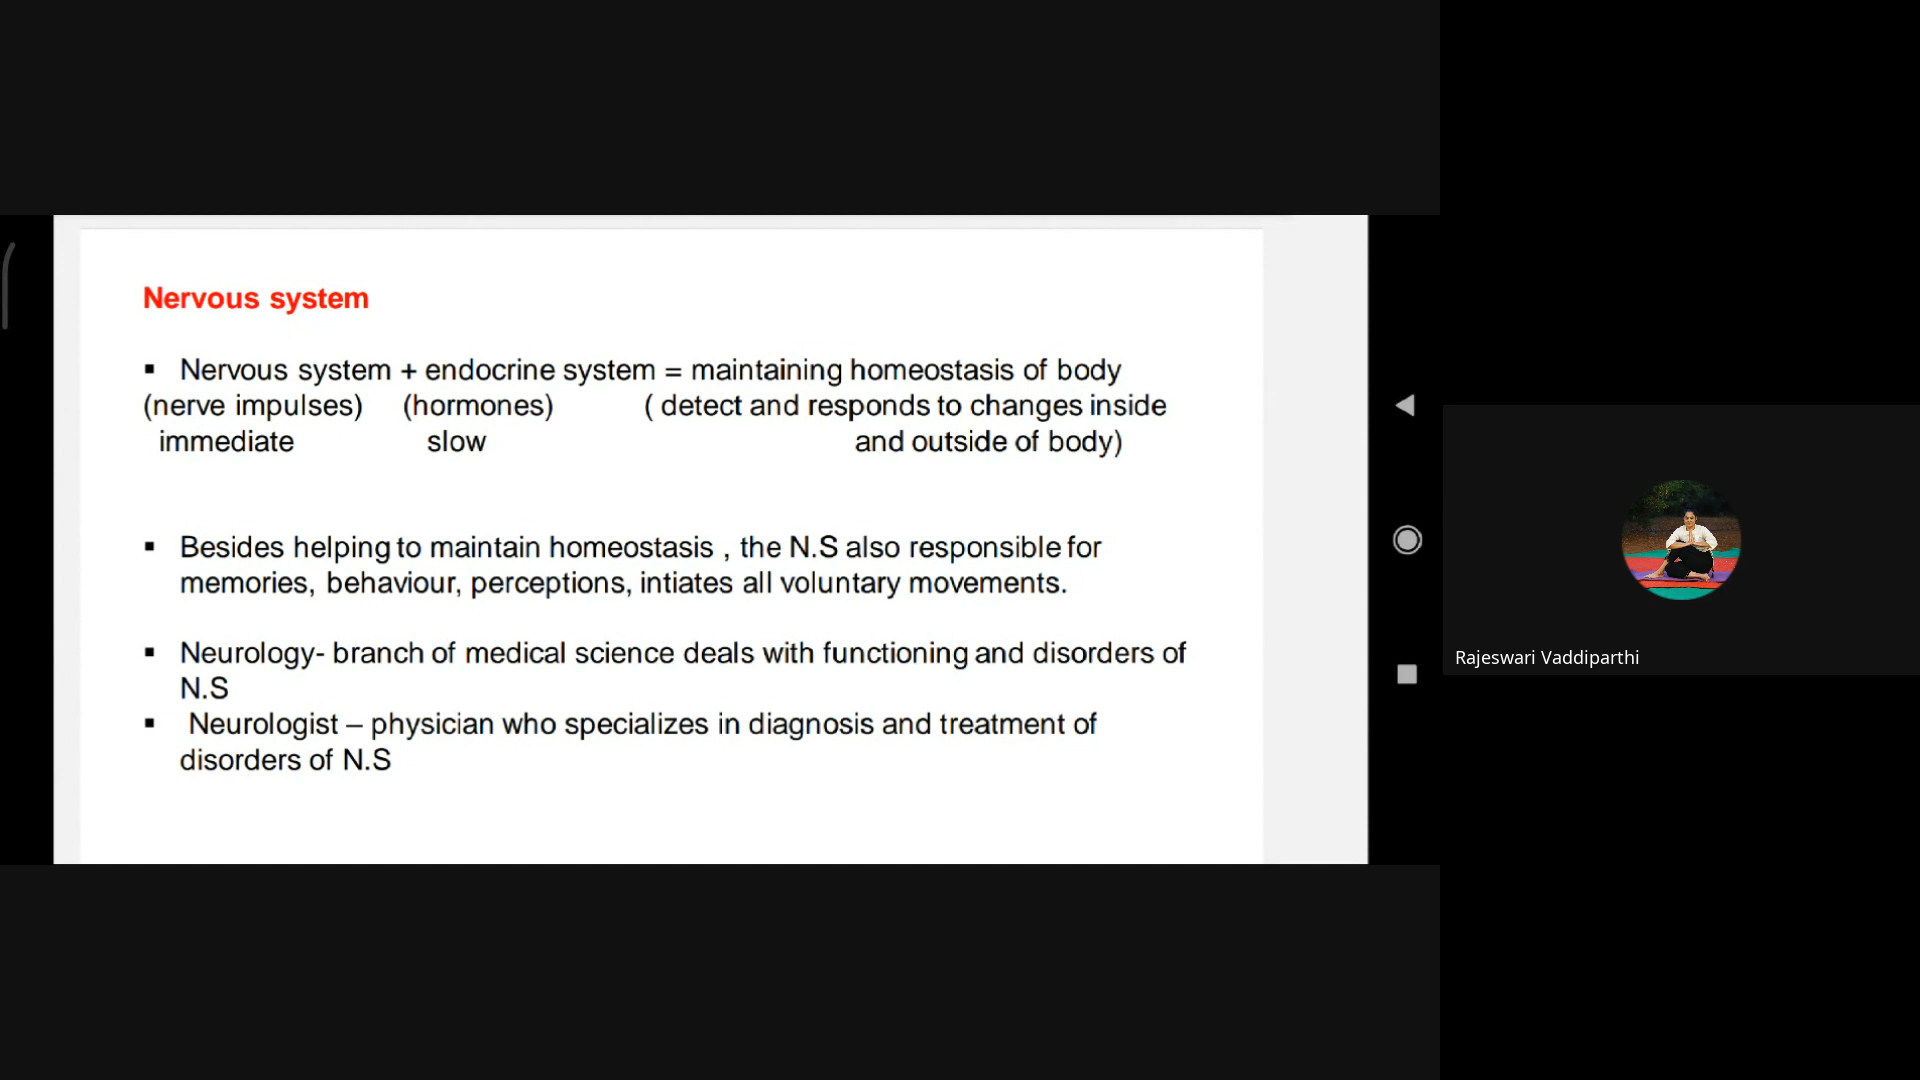 Nervous system
▪ Nervous system + endocrine system = maintaining homeostasis of body
(nerve impulses) (hormones) ( detect and responds to changes inside
immediate slow and outside of body)
▪ Besides helping to maintain homeostasis , the N.S also responsible for
memories, behaviour, perceptions, intiates all voluntary movements.
▪ Neurology- branch of medical science deals with functioning and disorders of
N.S
▪ Neurologist – physician who specializes in diagnosis and treatment of
disorders of N.S
Rajeswari Vaddiparthi